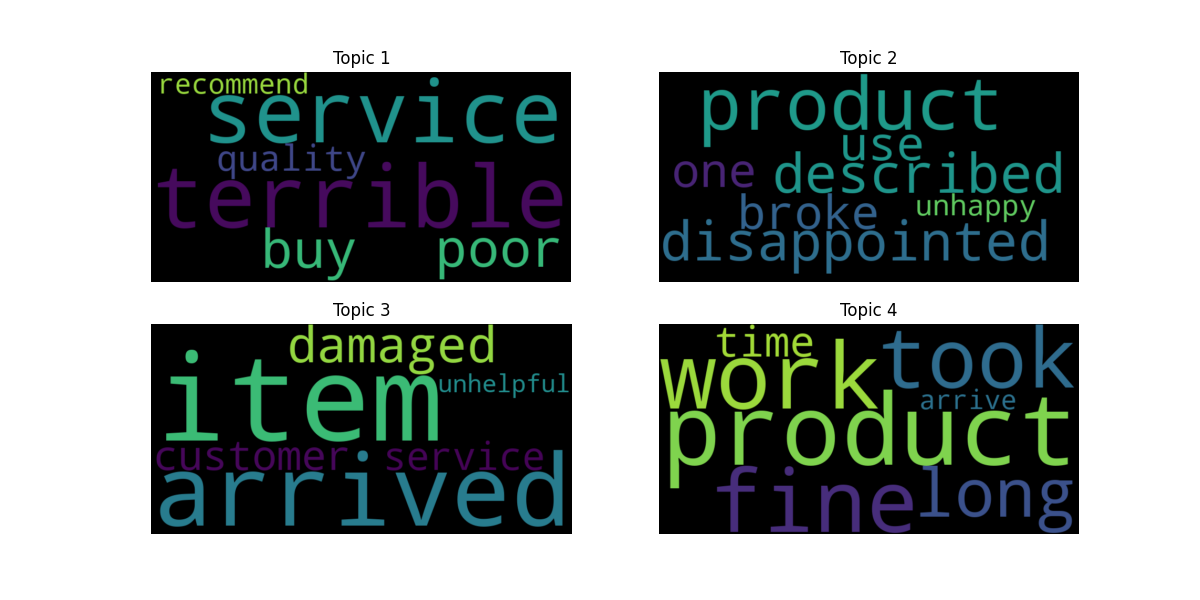 Topic 1
recommend
service
quality
terrible
buy poor
Topic 2
product
use
one described
broke unhappy
disappointed
Topic 3
damaged
item unhelpful
customer service
arrived
Topic 4
time took
work arrive
product
fine long